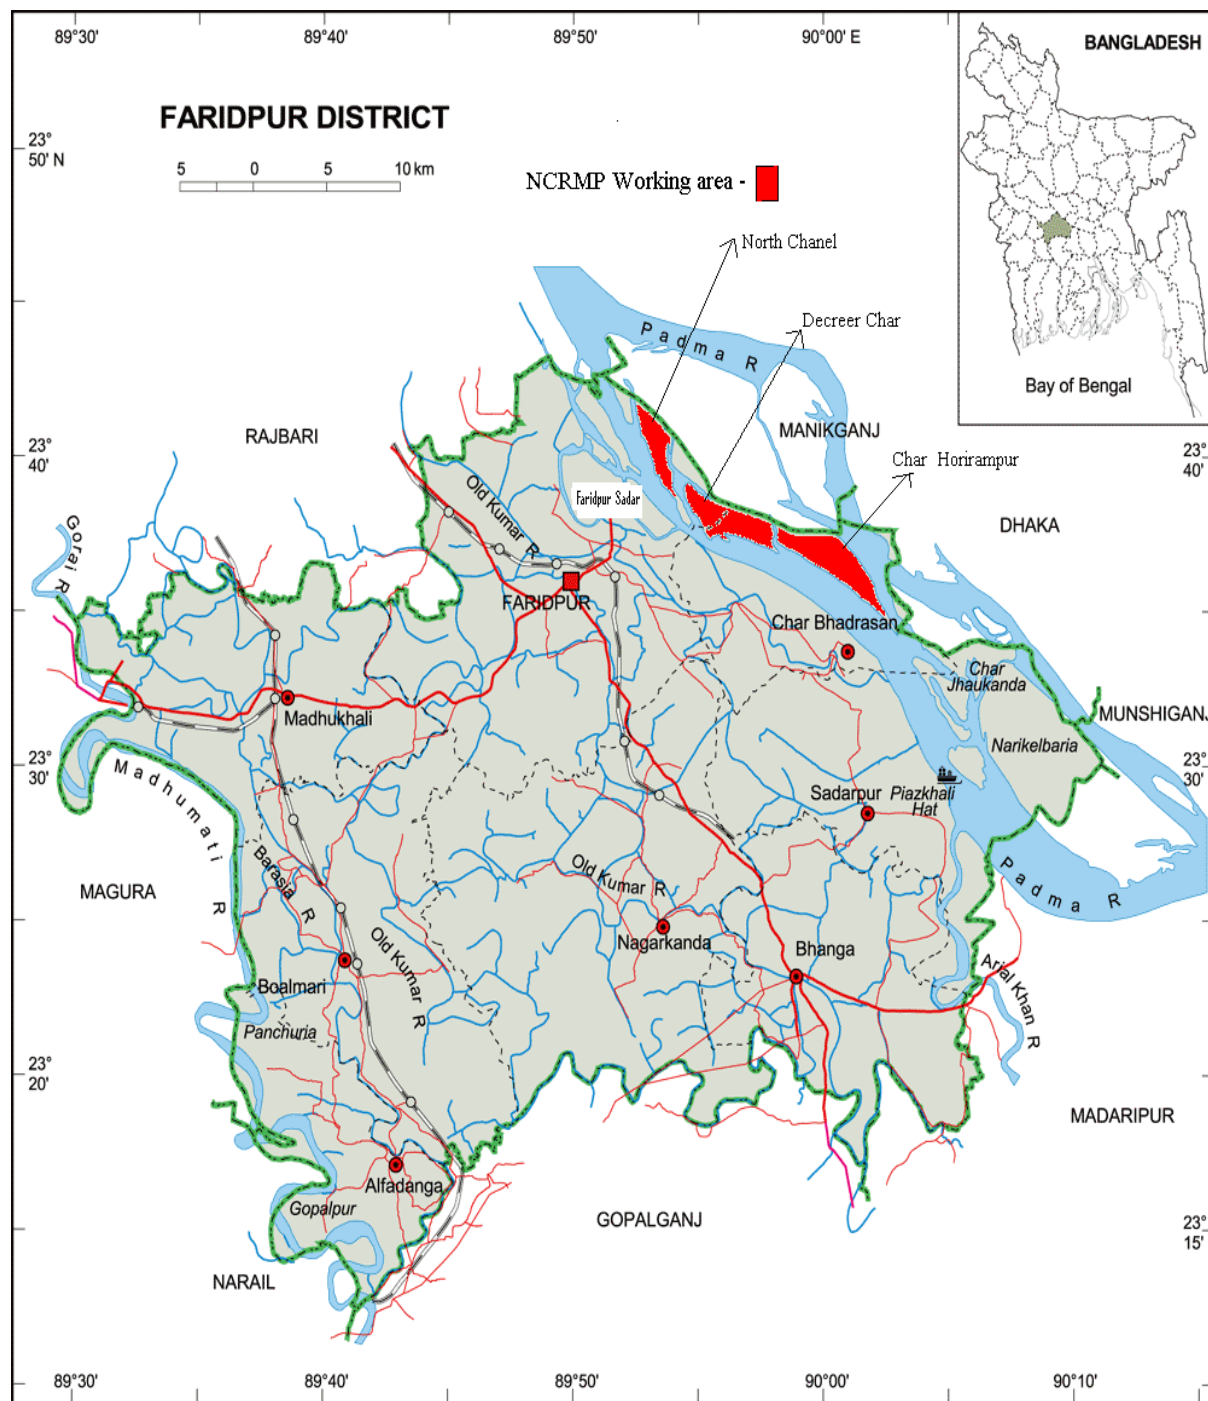 89°30'
89°40'
89°50'
90°00' E
BANGLADESH
Bay of Bengal
FARIDPUR DISTRICT
5 0 5 10 km
23°
50' N
NCRMP Working area -
North Chanel
Decreer Char
Padma R
MANIKGANJ
Char Horirampur
RAJBARI
23°
40'
23°
40'
Old Kumar R
Faridpur Sadar
DHAKA
Gorai R
FARIDPUR
Char Bhadrasan
Char
Jhaukanda
Madhukhali
MUNSHIGANJ
Narikelbaria
23°
30'
23°
30'
Madhumati R
Sadarpur
Piazkhali
Hat
Barasia R
Old Kumar R
Padma R
MAGURA
Nagarkanda
Bhanga
Old Kumar R
Arial Khan R
Boalmari
Panchuria
23°
20'
MADARIPUR
Alfadanga
Gopalpur
GOPALGANJ
23°
15'
NARAIL
89°30'
89°40'
89°50'
90°00'
90°10'